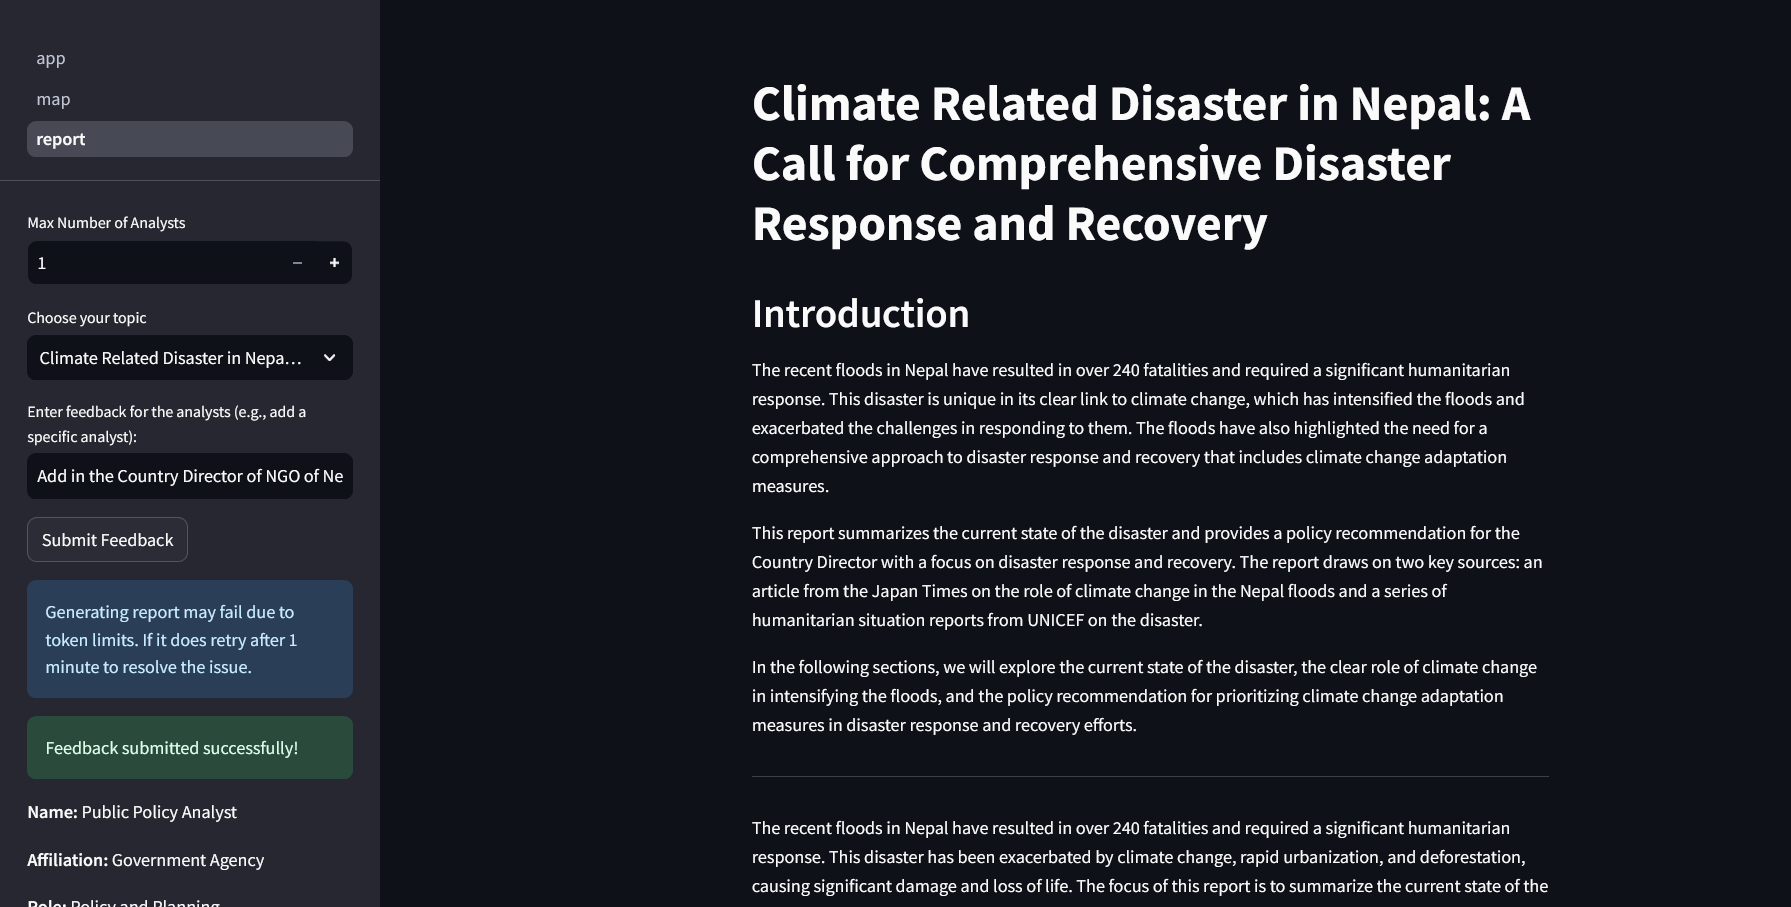 app
map
report
Max Number of Analysts
1
Choose your topic
Climate Related Disaster in Nepa...
Enter feedback for the analysts (e.g., add a
specific analyst):
Add in the Country Director of NGO of Ne
Submit Feedback
Generating report may fail due to
token limits. If it does retry after 1
minute to resolve the issue.
Feedback submitted successfully!
Name: Public Policy Analyst
Affiliation: Government Agency
Role: Policy and Planning
Climate Related Disaster in Nepal: A
Call for Comprehensive Disaster
Response and Recovery
Introduction
The recent floods in Nepal have resulted in over 240 fatalities and required a significant humanitarian
response. This disaster is unique in its clear link to climate change, which has intensified the floods and
exacerbated the challenges in responding to them. The floods have also highlighted the need for a
comprehensive approach to disaster response and recovery that includes climate change adaptation
measures.
This report summarizes the current state of the disaster and provides a policy recommendation for the
Country Director with a focus on disaster response and recovery. The report draws on two key sources: an
article from the Japan Times on the role of climate change in the Nepal floods and a series of
humanitarian situation reports from UNICEF on the disaster.
In the following sections, we will explore the current state of the disaster, the clear role of climate change
in intensifying the floods, and the policy recommendation for prioritizing climate change adaptation
measures in disaster response and recovery efforts.
The recent floods in Nepal have resulted in over 240 fatalities and required a significant humanitarian
response. This disaster has been exacerbated by climate change, rapid urbanization, and deforestation,
causing significant damage and loss of life. The focus of this report is to summarize the current state of the